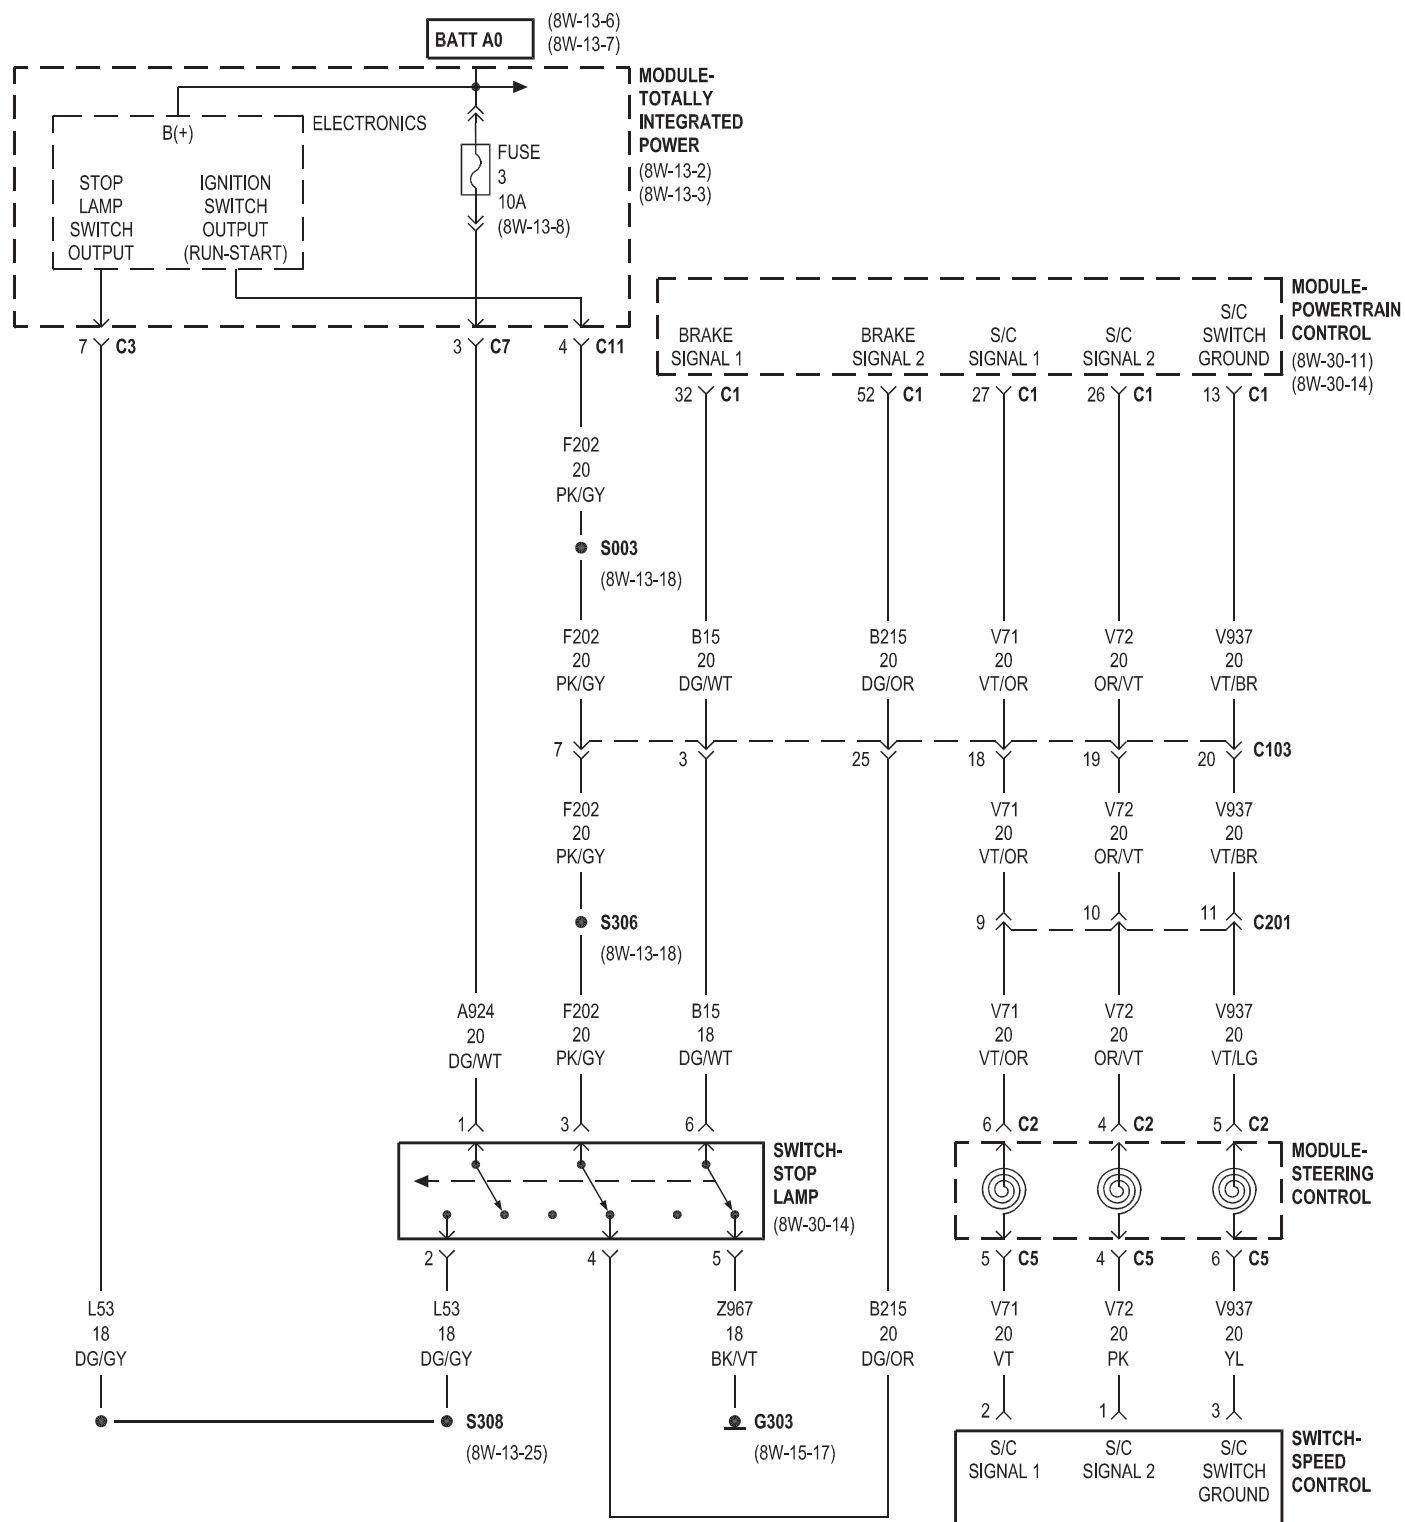 BATT A0
(8W-13-6)
(8W-13-7)
MODULE-
TOTALLY
INTEGRATED
POWER
(8W-13-2)
(8W-13-3)
B(+)
ELECTRONICS
STOP
LAMP
SWITCH
OUTPUT
IGNITION
SWITCH
OUTPUT
(RUN-START)
FUSE
3
10A
(8W-13-8)
7 C3
3 C7
4 C11
MODULE-
POWERTRAIN
CONTROL
(8W-30-11)
(8W-30-14)
BRAKE
SIGNAL 1
BRAKE
SIGNAL 2
S/C
SIGNAL 1
S/C
SIGNAL 2
S/C
SWITCH
GROUND
32 C1
52 C1
27 C1
26 C1
13 C1
F202
20
PK/GY
S003
(8W-13-18)
F202
20
PK/GY
B15
20
DG/WT
B215
20
DG/OR
V71
20
VT/OR
V72
20
OR/VT
V937
20
VT/BR
7
3
25
18
19
20
C103
F202
20
PK/GY
V71
20
VT/OR
V72
20
OR/VT
V937
20
VT/BR
S306
(8W-13-18)
9
10
11
C201
A924
20
DG/WT
F202
20
PK/GY
B15
18
DG/WT
V71
20
VT/OR
V72
20
OR/VT
V937
20
VT/LG
1
3
6
6 C2
4 C2
5 C2
SWITCH-
STOP
LAMP
(8W-30-14)
MODULE-
STEERING
CONTROL
2
4
5
5 C5
4 C5
6 C5
L53
18
DG/GY
L53
18
DG/GY
Z967
18
BK/VT
B215
20
DG/OR
V71
20
VT
V72
20
PK
V937
20
YL
S308
(8W-13-25)
G303
(8W-15-17)
2
1
3
S/C
SIGNAL 1
S/C
SIGNAL 2
S/C
SWITCH
GROUND
SWITCH-
SPEED
CONTROL